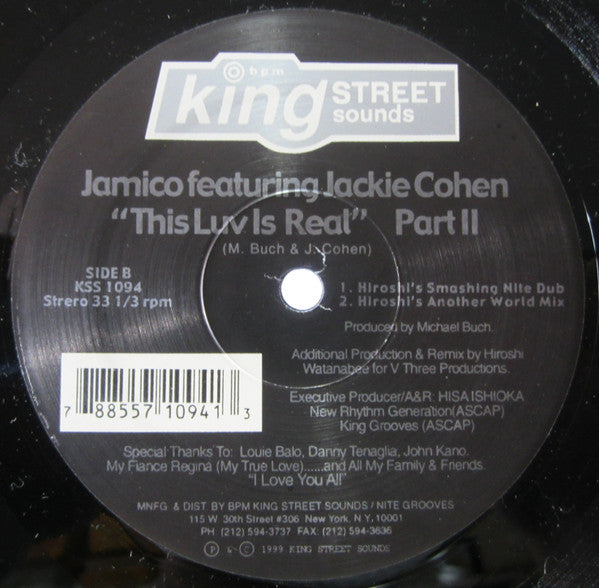 bpm
king STREET
sounds
Jamico featuring Jackie Cohen
"This Luv Is Real" Part II
(M. Buch & J. Cohen)
SIDE B
KSS 1094
Strero 33 1/3 rpm
1. Hiroshi's Smashing Nite Dub
2. Hiroshi's Another World Mix
Produced by Michael Buch.
Additional Production & Remix by Hiroshi
Watanabe for V Three Productions.
Executive Producer/A&R: HISA ISHIOKA
New Rhythm Generation(ASCAP)
King Grooves (ASCAP)
7 88557 10941 3
Special Thanks To: Louie Balo, Danny Tenaglia, John Kano.
My Fiance Regina (My True Love)......and All My Family & Friends.
"I Love You All"
MNFG & DIST BY BPM KING STREET SOUNDS / NITE GROOVES
115 W 30th Street #306 New York, N.Y, 10001
PH (212) 594-3737 FAX: (212) 594-3636
℗ & © 1999 KING STREET SOUNDS